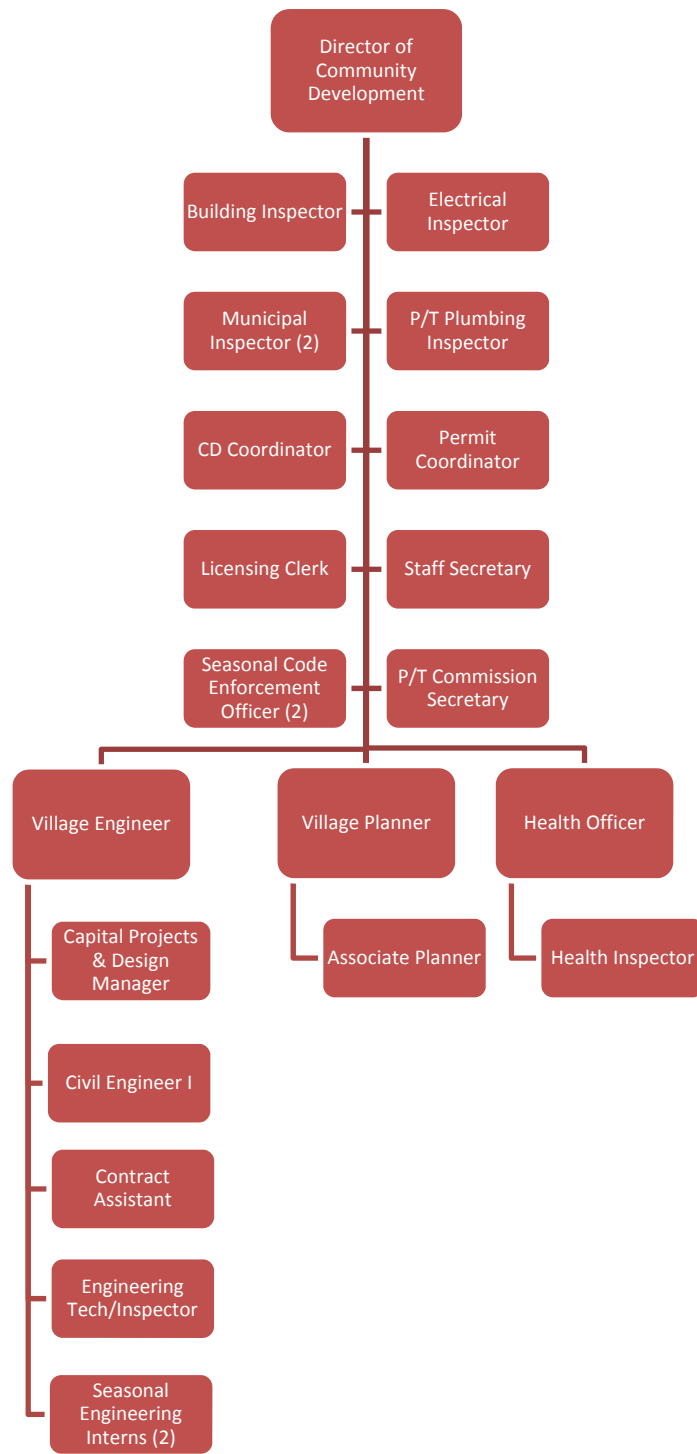 Director of
Community
Development
Building Inspector
Electrical
Inspector
Municipal
Inspector (2)
P/T Plumbing
Inspector
CD Coordinator
Permit
Coordinator
Licensing Clerk
Staff Secretary
Seasonal Code
Enforcement
Officer (2)
P/T Commission
Secretary
Village Engineer
Village Planner
Health Officer
Capital Projects
& Design
Manager
Associate Planner
Health Inspector
Civil Engineer I
Contract
Assistant
Engineering
Tech/Inspector
Seasonal
Engineering
Interns (2)